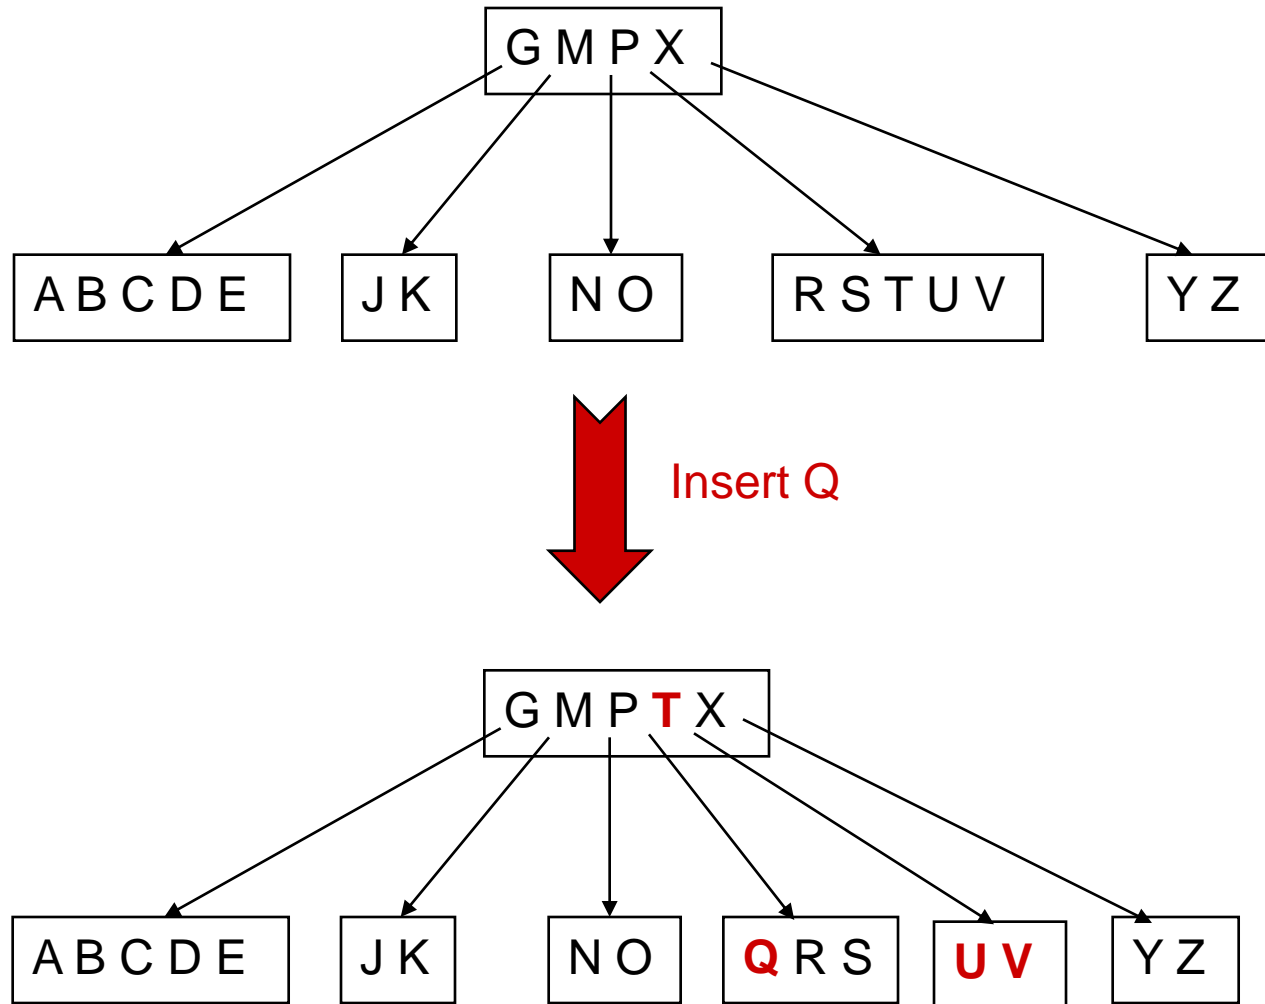 G M P X
A B C D E J K N O R S T U V Y Z
Insert Q
G M P T X
A B C D E J K N O Q R S U V Y Z